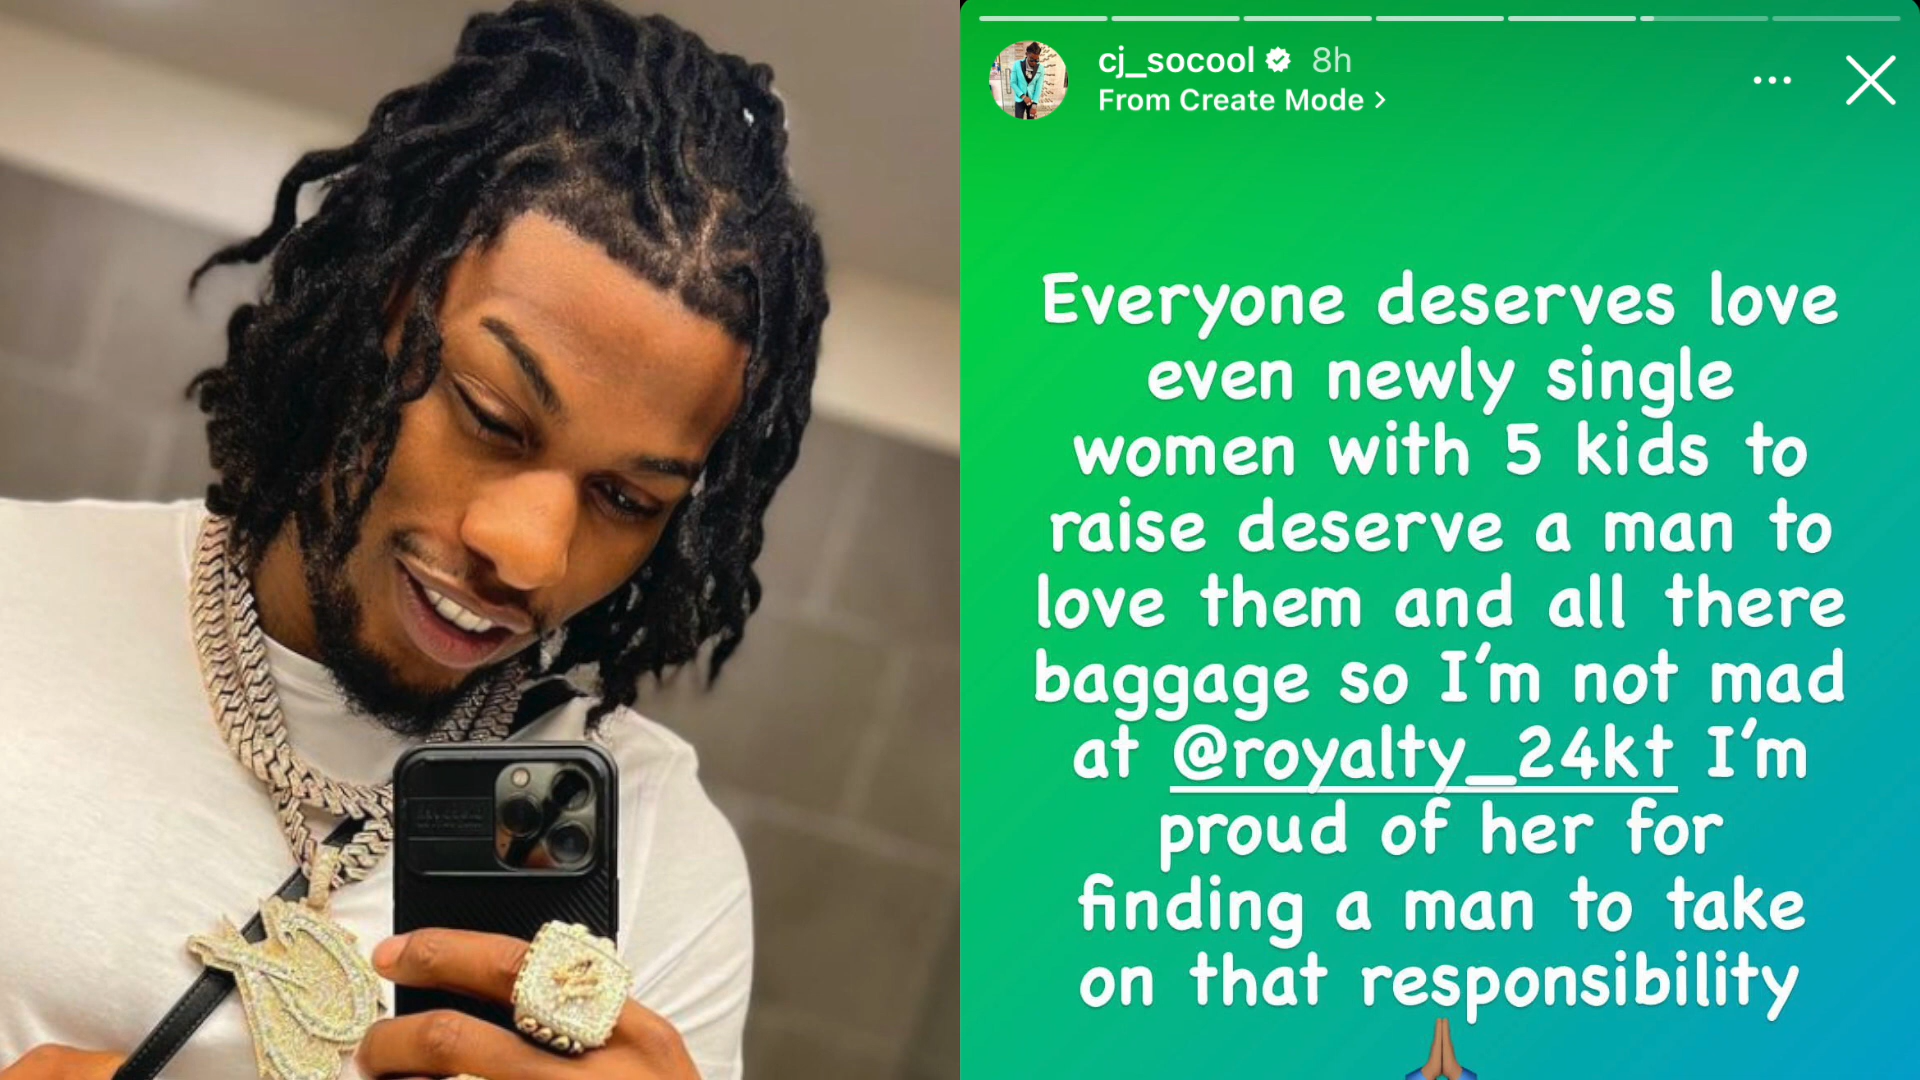 cj_socool 8h
From Create Mode >
Everyone deserves love
even newly single
women with 5 kids to
raise deserve a man to
love them and all there
baggage so I'm not mad
at @royalty_24kt I'm
proud of her for
finding a man to take
on that responsibility
🙏🏽